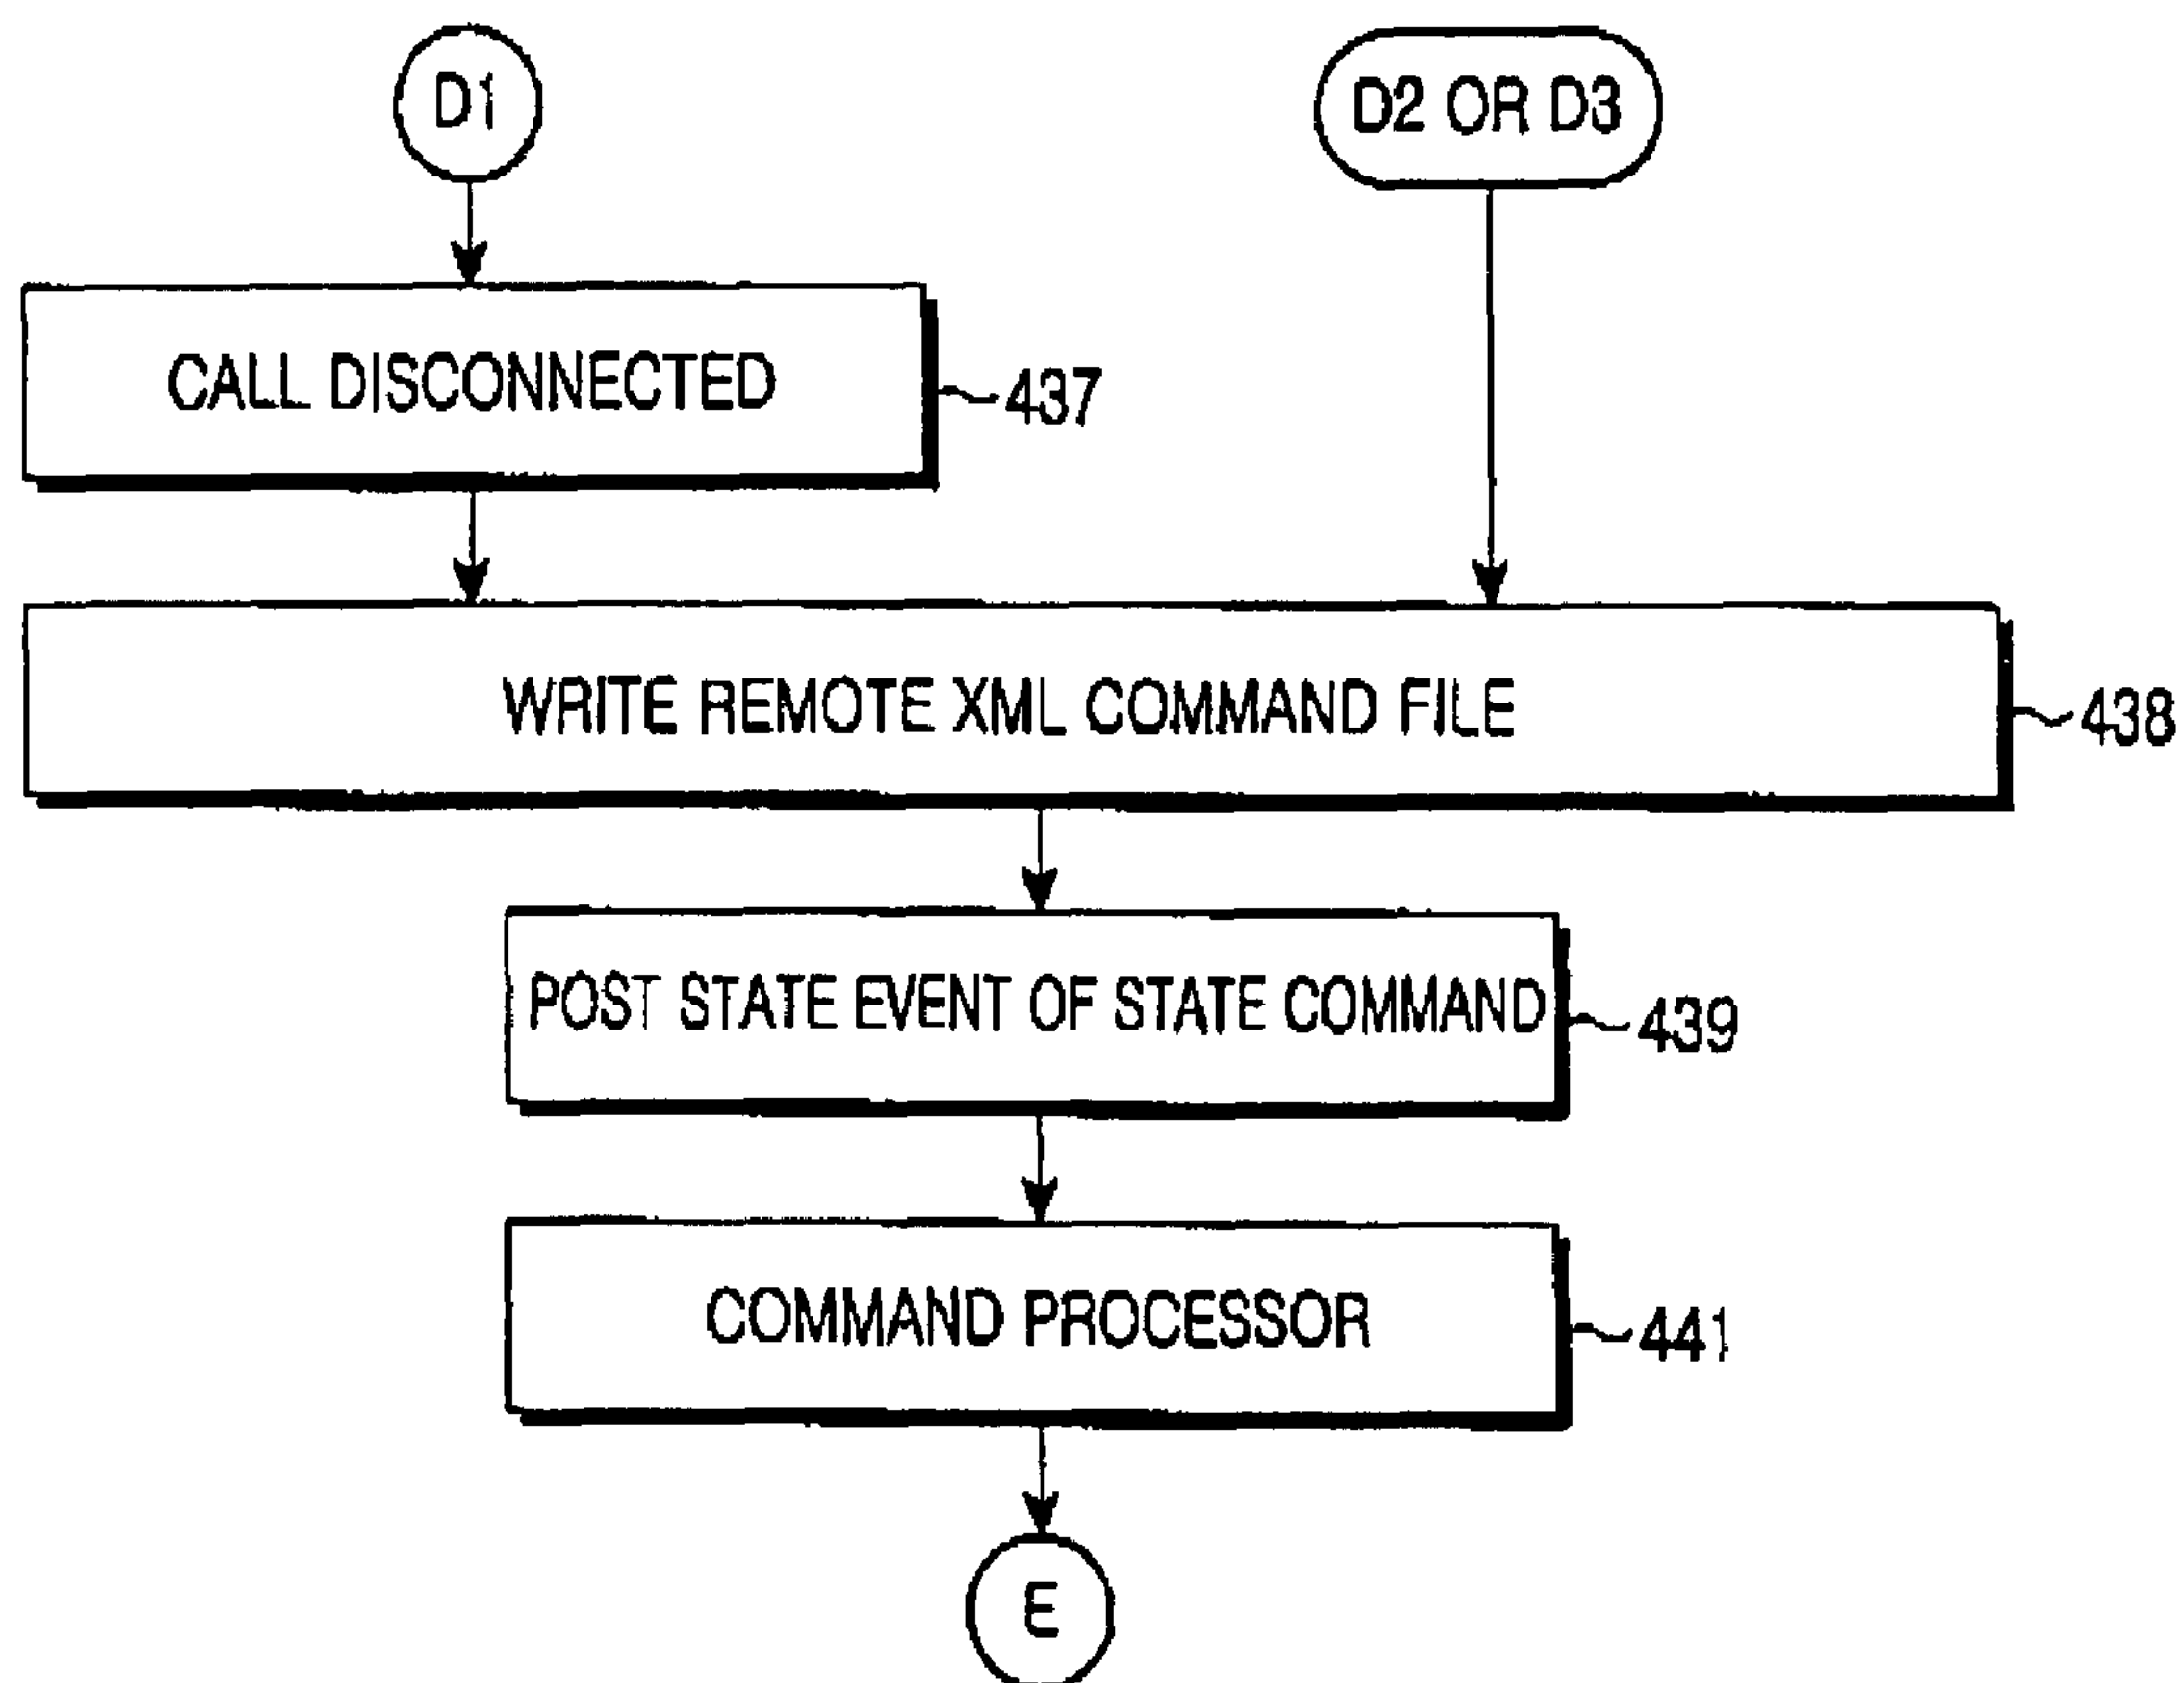 D1
D2 OR D3
CALL DISCONNECTED
437
WRITE REMOTE XML COMMAND FILE
438
POST STATE EVENT OF STATE COMMAND
439
COMMAND PROCESSOR
441
E